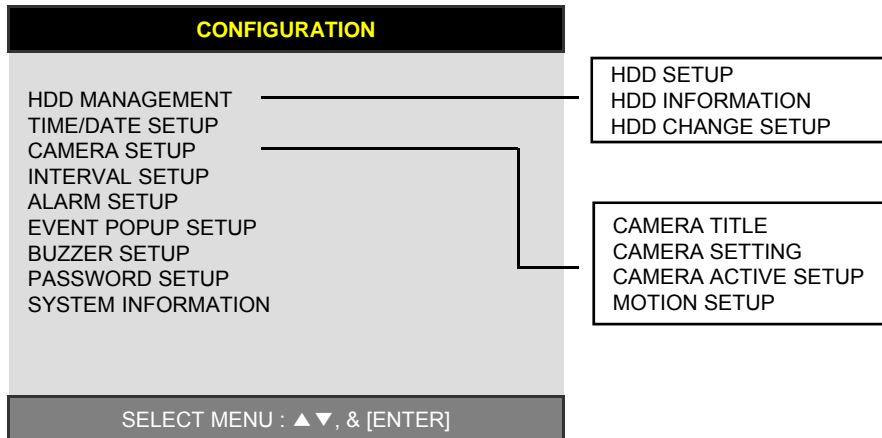 CONFIGURATION
HDD MANAGEMENT
TIME/DATE SETUP
CAMERA SETUP
INTERVAL SETUP
ALARM SETUP
EVENT POPUP SETUP
BUZZER SETUP
PASSWORD SETUP
SYSTEM INFORMATION
SELECT MENU : ▲▼, & [ENTER]
HDD SETUP
HDD INFORMATION
HDD CHANGE SETUP
CAMERA TITLE
CAMERA SETTING
CAMERA ACTIVE SETUP
MOTION SETUP